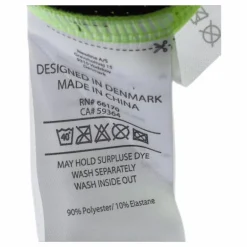 DESIGNED IN DENMARK
MADE IN CHINA
RN# 66170
CA# 59364
40
MAY HOLD SURPLUSE DYE
WASH SEPARATELY
WASH INSIDE OUT
90% Polyester/ 10% Elastane